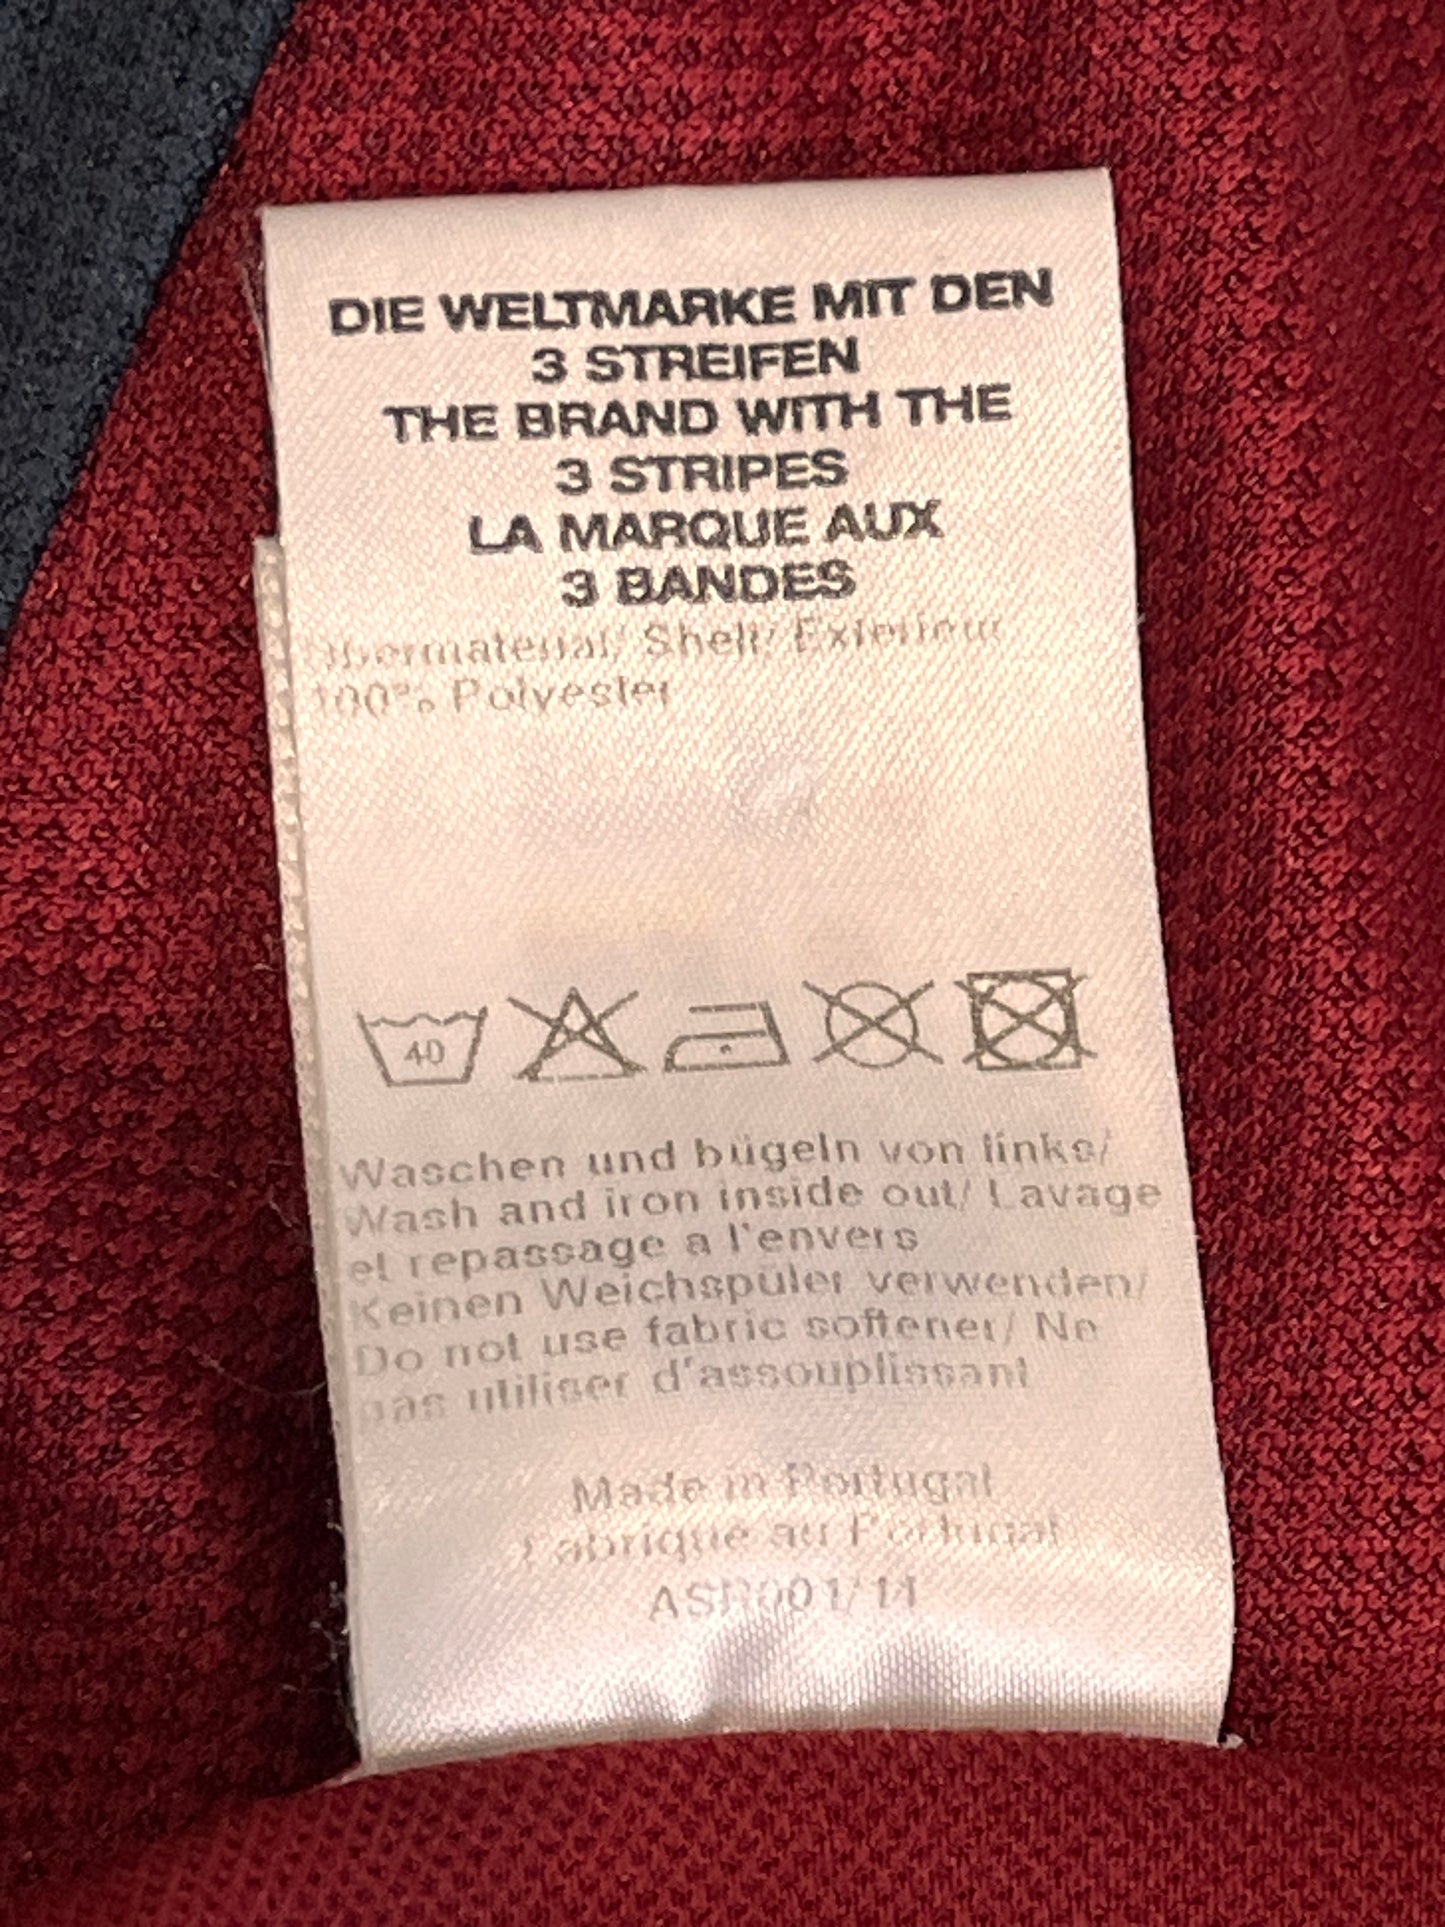 DIE WELTMARKE MIT DEN
3 STREIFEN
THE BRAND WITH THE
3 STRIPES
LA MARQUE AUX
3 BANDES
Obermaterial/ Shell/ Exterieur
100% Polyester
40
Waschen und bügeln von links/
Wash and iron inside out/ Lavage
et repassage a l'envers
Keinen Weichspüler verwenden/
Do not use fabric softener/ Ne
pas utiliser d'assouplissant
Made in Portugal
Fabrique au Portugal